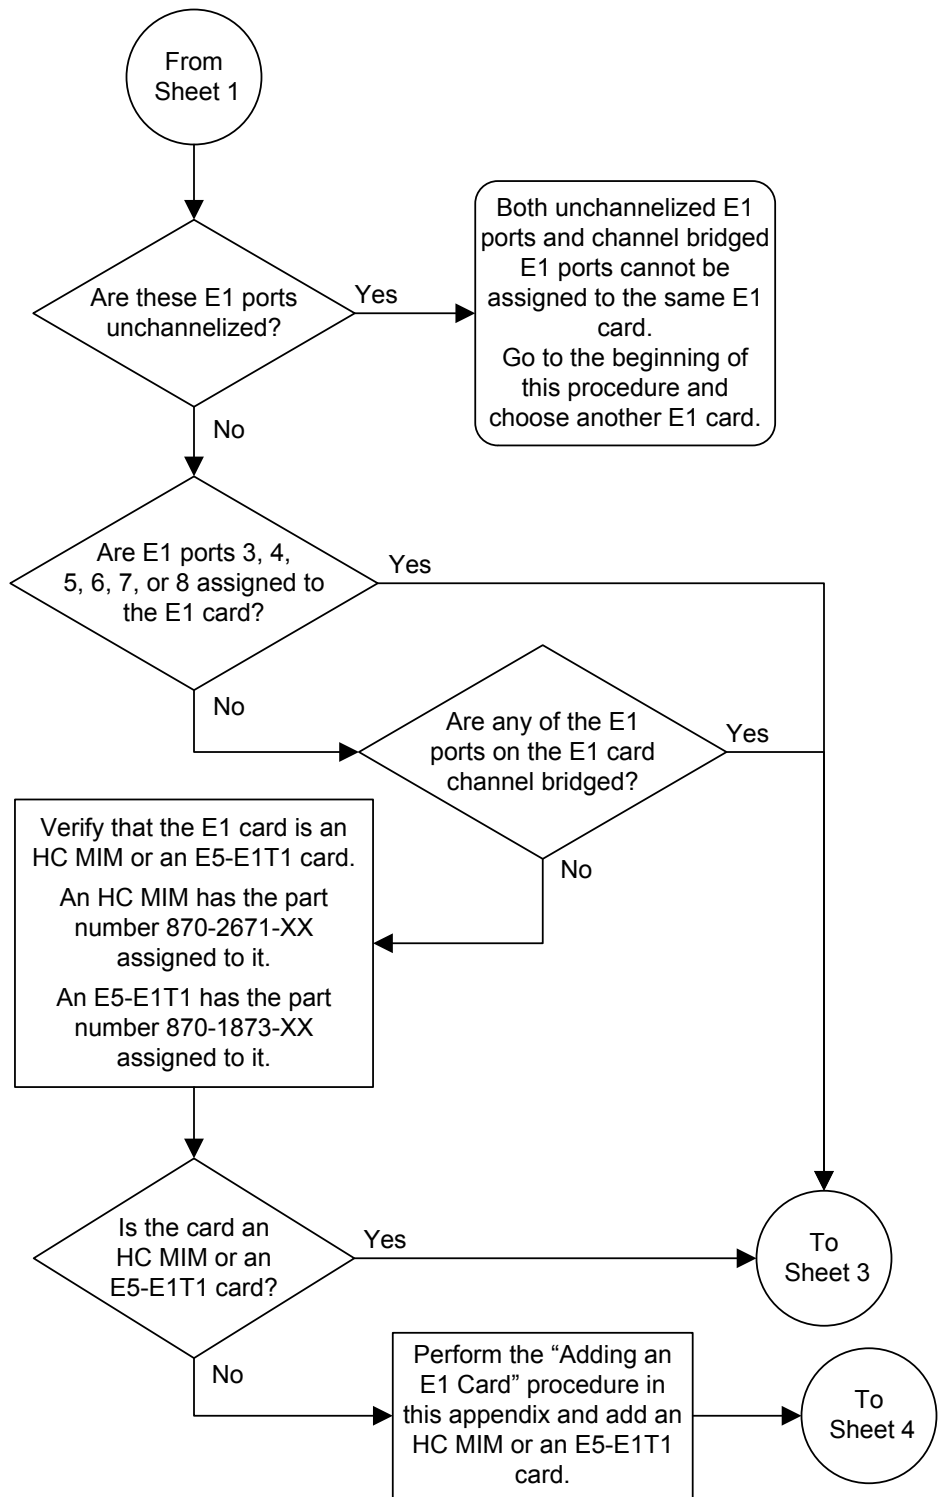 From
Sheet 1
Are these E1 ports
unchannelized?
Yes
Both unchannelized E1
ports and channel bridged
E1 ports cannot be
assigned to the same E1
card.
Go to the beginning of
this procedure and
choose another E1 card.
No
Are E1 ports 3, 4,
5, 6, 7, or 8 assigned to
the E1 card?
Yes
No
Are any of the E1
ports on the E1 card
channel bridged?
Yes
No
Verify that the E1 card is an
HC MIM or an E5-E1T1 card.
An HC MIM has the part
number 870-2671-XX
assigned to it.
An E5-E1T1 has the part
number 870-1873-XX
assigned to it.
Is the card an
HC MIM or an
E5-E1T1 card?
Yes
To
Sheet 3
No
Perform the “Adding an
E1 Card” procedure in
this appendix and add an
HC MIM or an E5-E1T1
card.
To
Sheet 4